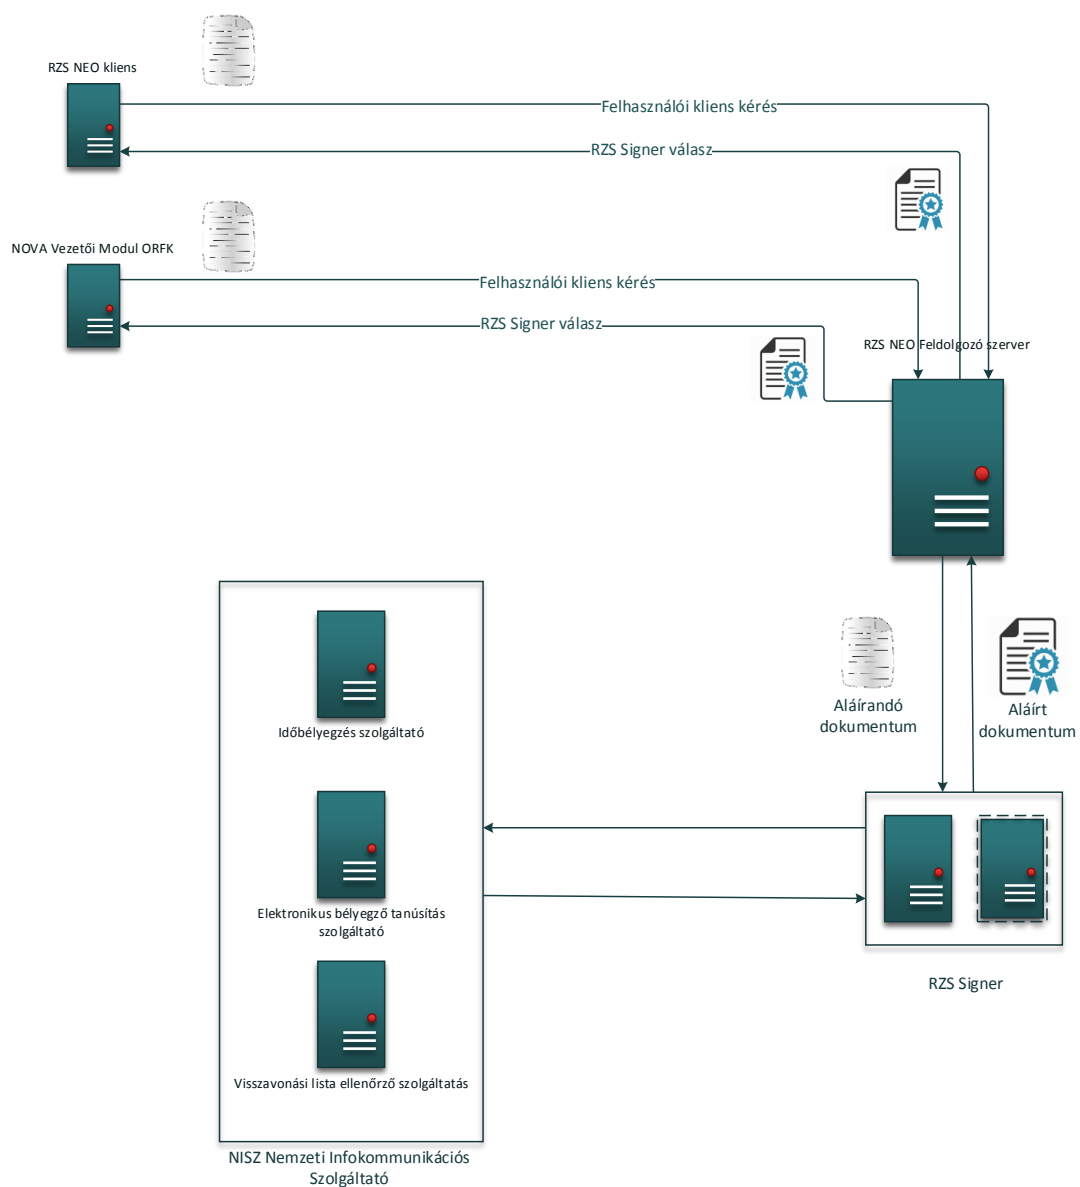 RZS NEO kliens
Felhasználói kliens kérés
RZS Signer válasz
NOVA Vezetői Modul ORFK
Felhasználói kliens kérés
RZS Signer válasz
RZS NEO Feldolgozó szerver
Aláírandó
dokumentum
Aláírt
dokumentum
Időbélyegzés szolgáltató
Elektronikus bélyegző tanúsítás
szolgáltató
RZS Signer
Visszavonási lista ellenőrző szolgáltatás
NISZ Nemzeti Infokommunikációs
Szolgáltató